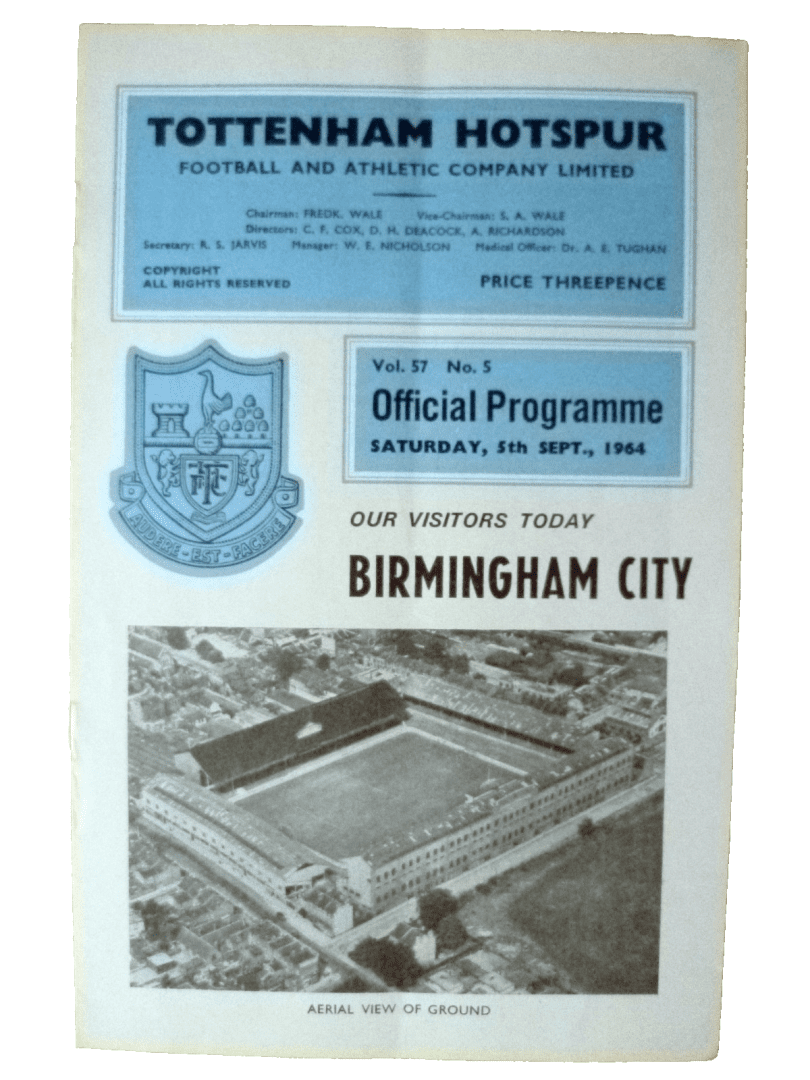 TOTTENHAM HOTSPUR
FOOTBALL AND ATHLETIC COMPANY LIMITED
Chairman: FREDK. WALE Vice-Chairman: S. A. WALE
Directors: C. F. COX, D. H. DEACOCK, A. RICHARDSON
Secretary: R. S. JARVIS Manager: W. E. NICHOLSON Medical Officer: Dr. A. E. TUGHAN
COPYRIGHT
ALL RIGHTS RESERVED
PRICE THREEPENCE
Vol. 57 No. 5
Official Programme
SATURDAY, 5th SEPT., 1964
AUDERE-EST-FACERE
OUR VISITORS TODAY
BIRMINGHAM CITY
AERIAL VIEW OF GROUND